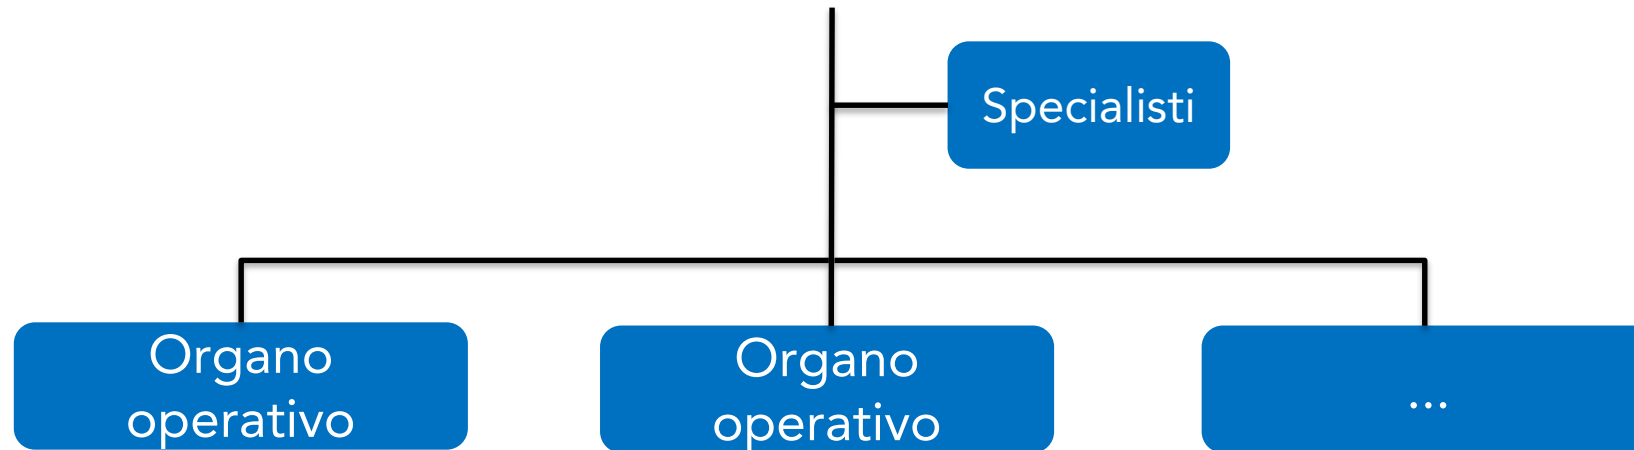 Specialisti
Organo
operativo
Organo
operativo
...